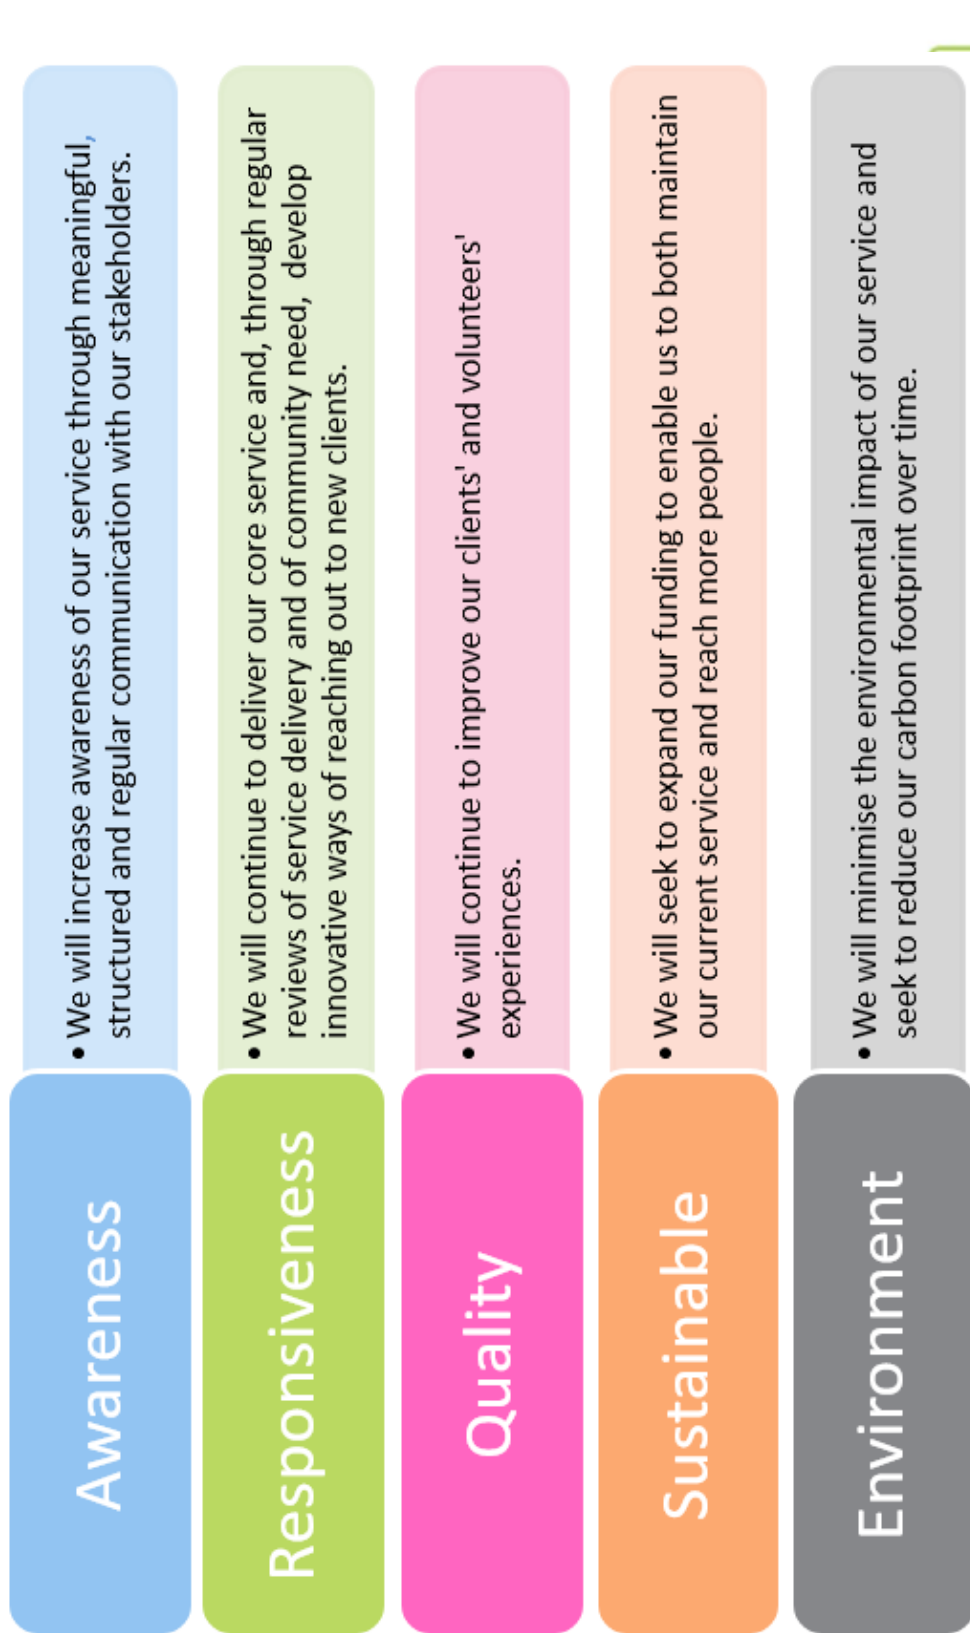 Awareness
• We will increase awareness of our service through meaningful,
structured and regular communication with our stakeholders.
Responsiveness
• We will continue to deliver our core service and, through regular
reviews of service delivery and of community need,  develop
innovative ways of reaching out to new clients.
Quality
• We will continue to improve our clients' and volunteers'
experiences.
Sustainable
• We will seek to expand our funding to enable us to both maintain
our current service and reach more people.
Environment
• We will minimise the environmental impact of our service and
seek to reduce our carbon footprint over time.